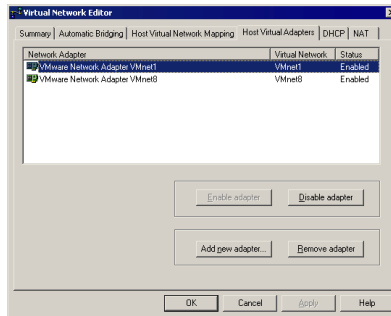 Virtual Network Editor
Summary Automatic Bridging Host Virtual Network Mapping Host Virtual Adapters DHCP NAT
Network Adapter Virtual Network Status
VMware Network Adapter VMnet1 VMnet1 Enabled
VMware Network Adapter VMnet8 VMnet8 Enabled
Enable adapter Disable adapter
Add new adapter... Remove adapter
OK Cancel Apply Help